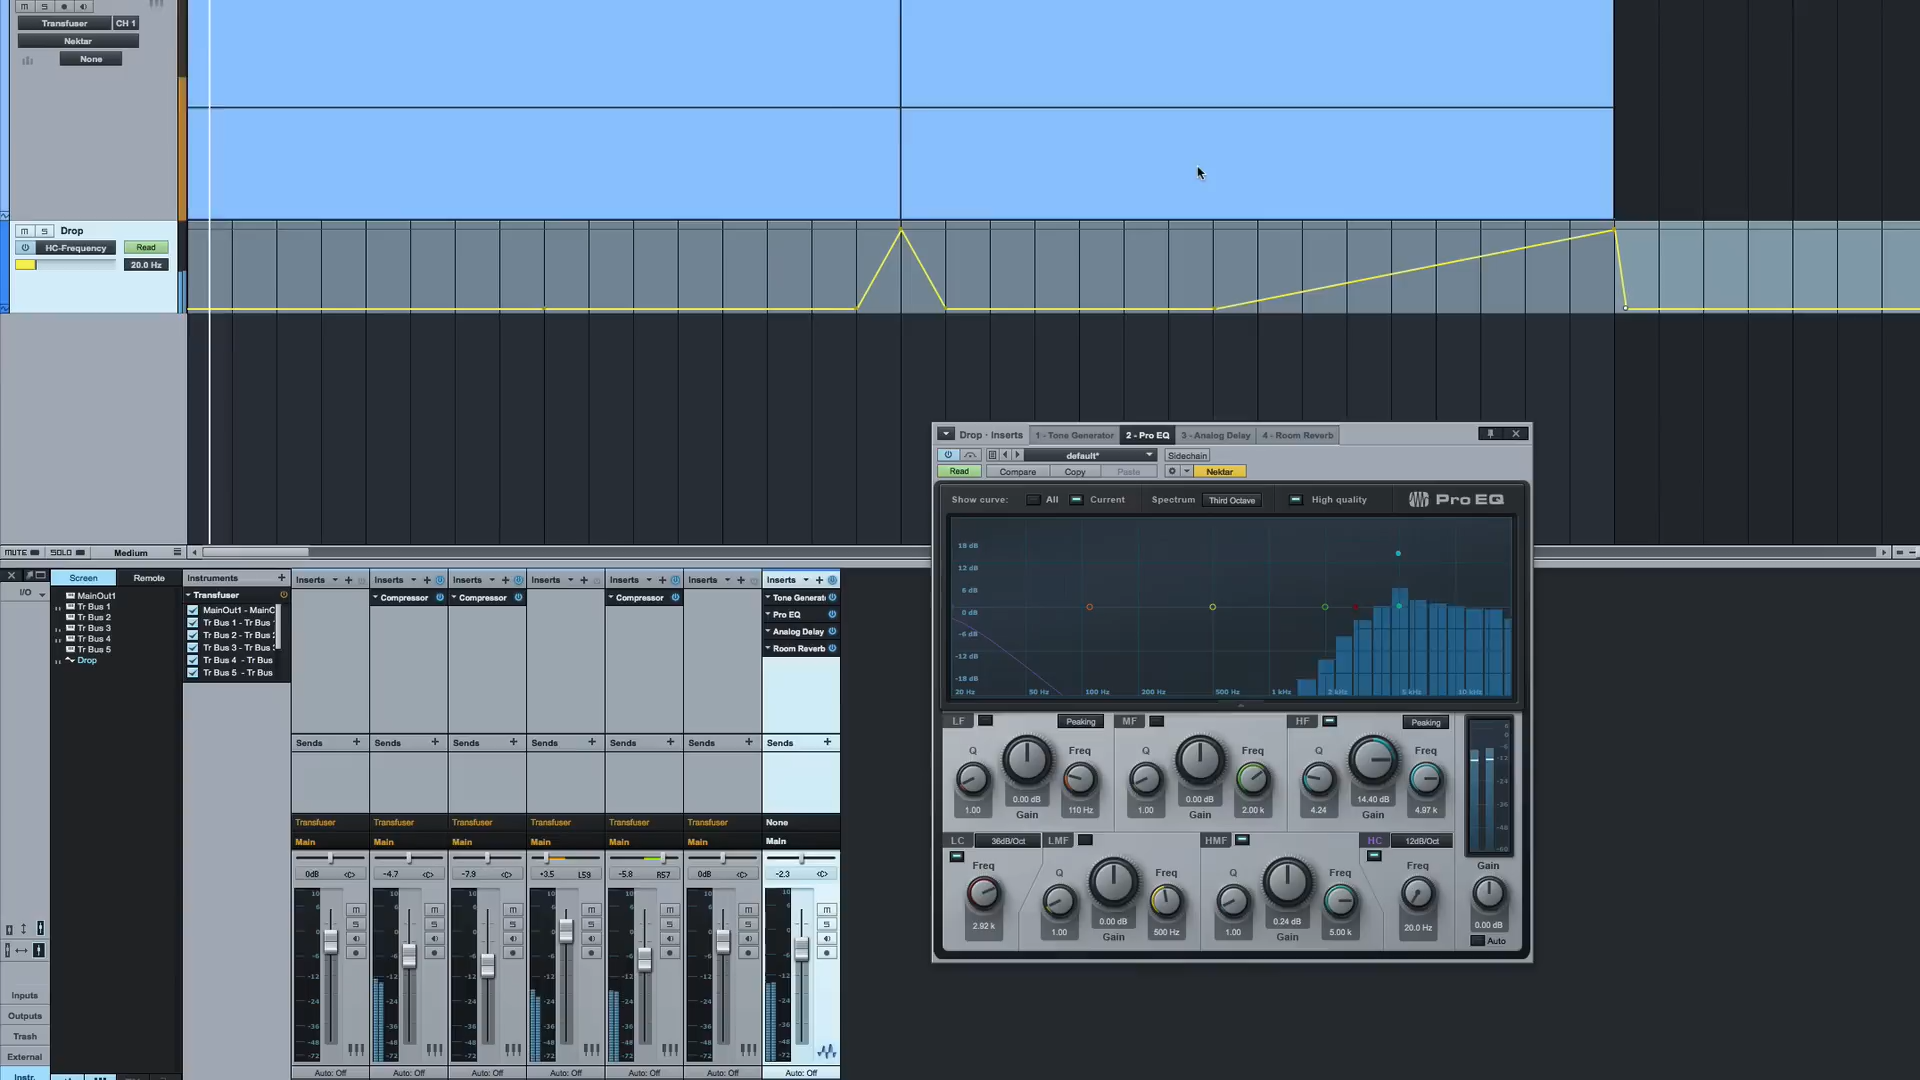 M S
Transfuser CH 1
Nektar
None
M S Drop
HC-Frequency Read
20.0 Hz
MUTE SOLO Medium
Drop - Inserts 1 - Tone Generator 2 - Pro EQ 3 - Analog Delay 4 - Room Reverb
default* Sidechain
Read Compare Copy Paste Nektar
Show curve: All Current Spectrum Third Octave High quality Pro EQ
18 dB
12 dB
6 dB
0 dB
-6 dB
-12 dB
-18 dB
20 Hz 50 Hz 100 Hz 200 Hz 500 Hz 1 kHz 2 kHz 5 kHz 10 kHz
LF Peaking MF HF Peaking
Q Freq Q Freq Q Freq
1.00 0.00 dB 110 Hz 1.00 0.00 dB 2.00 k 4.24 14.40 dB 4.97 k
Gain Gain Gain
LC 36dB/Oct LMF HMF HC 12dB/Oct
Freq Q Freq Q Freq Freq Gain
2.92 k 1.00 0.00 dB 500 Hz 1.00 0.24 dB 5.00 k 20.0 Hz 0.00 dB
Gain Gain Auto
Screen Remote Instruments
I/O
MainOut1
Tr Bus 1
Tr Bus 2
Tr Bus 3
Tr Bus 4
Tr Bus 5
Drop
Transfuser
MainOut1 - MainO
Tr Bus 1 - Tr Bus
Tr Bus 2 - Tr Bus
Tr Bus 3 - Tr Bus
Tr Bus 4 - Tr Bus
Tr Bus 5 - Tr Bus
Inserts Inserts Inserts Inserts Inserts Inserts Inserts
Compressor Compressor Compressor Tone Generat
Pro EQ
Analog Delay
Room Reverb
Sends Sends Sends Sends Sends Sends Sends
Transfuser Transfuser Transfuser Transfuser Transfuser Transfuser None
Main Main Main Main Main Main Main
0dB <C> -4.7 <C> -7.9 <C> +3.5 L59 -5.8 R57 0dB <C> -2.3 <C>
Inputs
Outputs
Trash
External
Instr.
Auto: Off Auto: Off Auto: Off Auto: Off Auto: Off Auto: Off Auto: Off